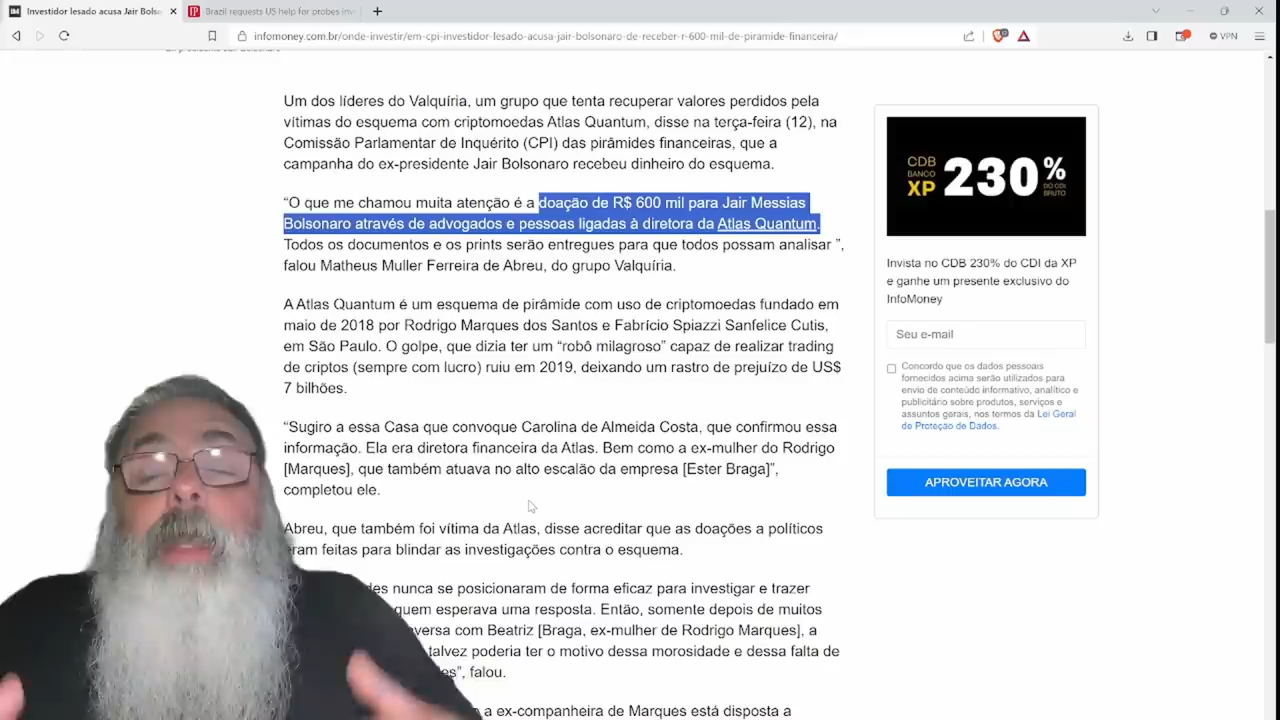 Investidor lesado acusa Jair Bolso
Brazil requests US help for probes inv
infomoney.com.br/onde-investir/em-cpi-investidor-lesado-acusa-jair-bolsonaro-de-receber-r-600-mil-de-piramide-financeira/
VPN
Um dos líderes do Valquíria, um grupo que tenta recuperar valores perdidos pela
vítimas do esquema com criptomoedas Atlas Quantum, disse na terça-feira (12), na
Comissão Parlamentar de Inquérito (CPI) das pirâmides financeiras, que a
campanha do ex-presidente Jair Bolsonaro recebeu dinheiro do esquema.
“O que me chamou muita atenção é a doação de R$ 600 mil para Jair Messias
Bolsonaro através de advogados e pessoas ligadas à diretora da Atlas Quantum.
Todos os documentos e os prints serão entregues para que todos possam analisar ”,
falou Matheus Muller Ferreira de Abreu, do grupo Valquíria.
A Atlas Quantum é um esquema de pirâmide com uso de criptomoedas fundado em
maio de 2018 por Rodrigo Marques dos Santos e Fabrício Spiazzi Sanfelice Cutis,
em São Paulo. O golpe, que dizia ter um “robô milagroso” capaz de realizar trading
de criptos (sempre com lucro) ruiu em 2019, deixando um rastro de prejuízo de US$
7 bilhões.
“Sugiro a essa Casa que convoque Carolina de Almeida Costa, que confirmou essa
informação. Ela era diretora financeira da Atlas. Bem como a ex-mulher do Rodrigo
[Marques], que também atuava no alto escalão da empresa [Ester Braga]”,
completou ele.
Abreu, que também foi vítima da Atlas, disse acreditar que as doações a políticos
eram feitas para blindar as investigações contra o esquema.
des nunca se posicionaram de forma eficaz para investigar e trazer
quem esperava uma resposta. Então, somente depois de muitos
versa com Beatriz [Braga, ex-mulher de Rodrigo Marques], a
talvez poderia ter o motivo dessa morosidade e dessa falta de
es”, falou.
a ex-companheira de Marques está disposta a
CDB
BANCO
XP
230%
DO CDI
BRUTO
Invista no CDB 230% do CDI da XP
e ganhe um presente exclusivo do
InfoMoney
Seu e-mail
Concordo que os dados pessoais
fornecidos acima serão utilizados para
envio de conteúdo informativo, analítico e
publicitário sobre produtos, serviços e
assuntos gerais, nos termos da Lei Geral
de Proteção de Dados.
APROVEITAR AGORA